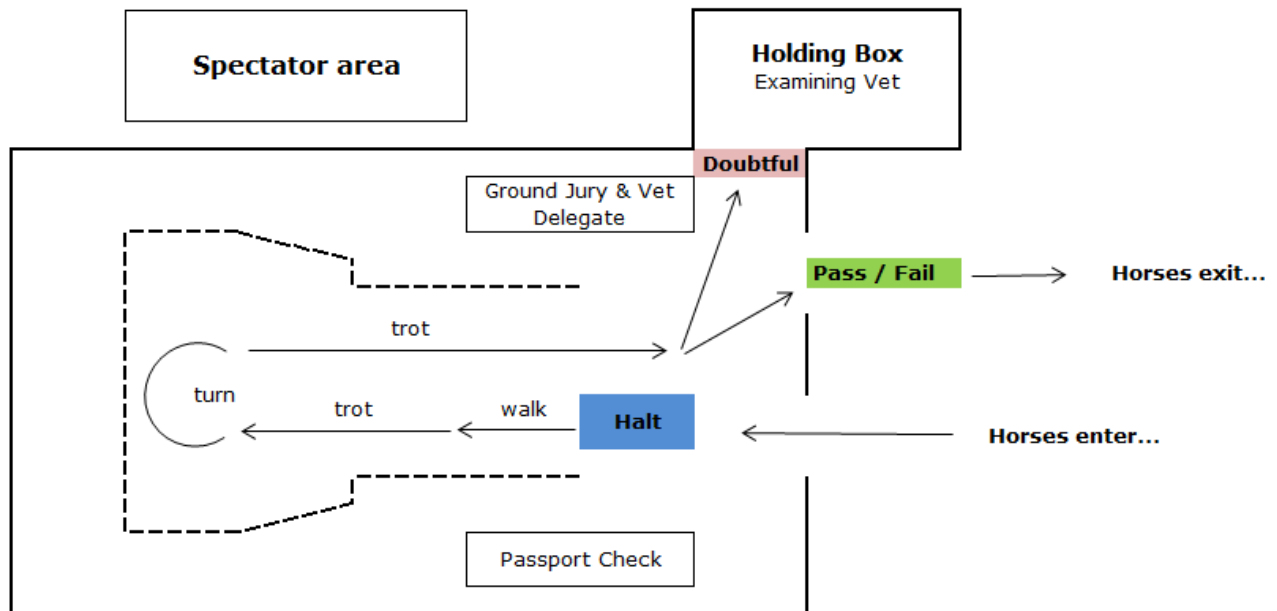 Spectator area
Holding Box
Examining Vet
Doubtful
Ground Jury & Vet
Delegate
Pass / Fail
Horses exit...
trot
turn
trot
walk
Halt
Horses enter...
Passport Check